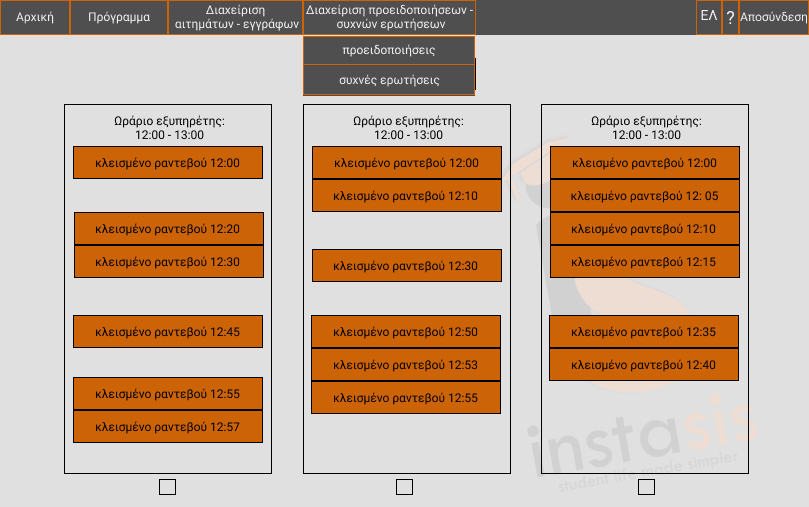 Αρχική
Πρόγραμμα
Διαχείριση
αιτημάτων - εγγράφων
Διαχείριση προειδοποιήσεων -
συχνών ερωτήσεων
ΕΛ
?
Αποσύνδεση
προειδοποιήσεις
συχνές ερωτήσεις
Ωράριο εξυπηρέτης:
12:00 - 13:00
κλεισμένο ραντεβού 12:00
κλεισμένο ραντεβού 12:20
κλεισμένο ραντεβού 12:30
κλεισμένο ραντεβού 12:45
κλεισμένο ραντεβού 12:55
κλεισμένο ραντεβού 12:57
Ωράριο εξυπηρέτης:
12:00 - 13:00
κλεισμένο ραντεβού 12:00
κλεισμένο ραντεβού 12:10
κλεισμένο ραντεβού 12:30
κλεισμένο ραντεβού 12:50
κλεισμένο ραντεβού 12:53
κλεισμένο ραντεβού 12:55
Ωράριο εξυπηρέτης:
12:00 - 13:00
κλεισμένο ραντεβού 12:00
κλεισμένο ραντεβού 12: 05
κλεισμένο ραντεβού 12:10
κλεισμένο ραντεβού 12:15
κλεισμένο ραντεβού 12:35
κλεισμένο ραντεβού 12:40
instasis
student life made simpler